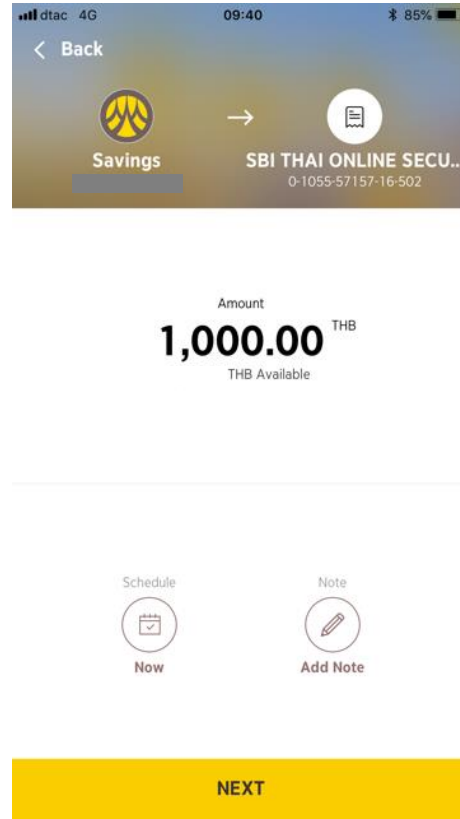 dtac 4G 09:40 85%
Back
Savings SBI THAI ONLINE SECU..
0-1055-57157-16-502
Amount
1,000.00 THB
THB Available
Schedule Note
Now Add Note
NEXT